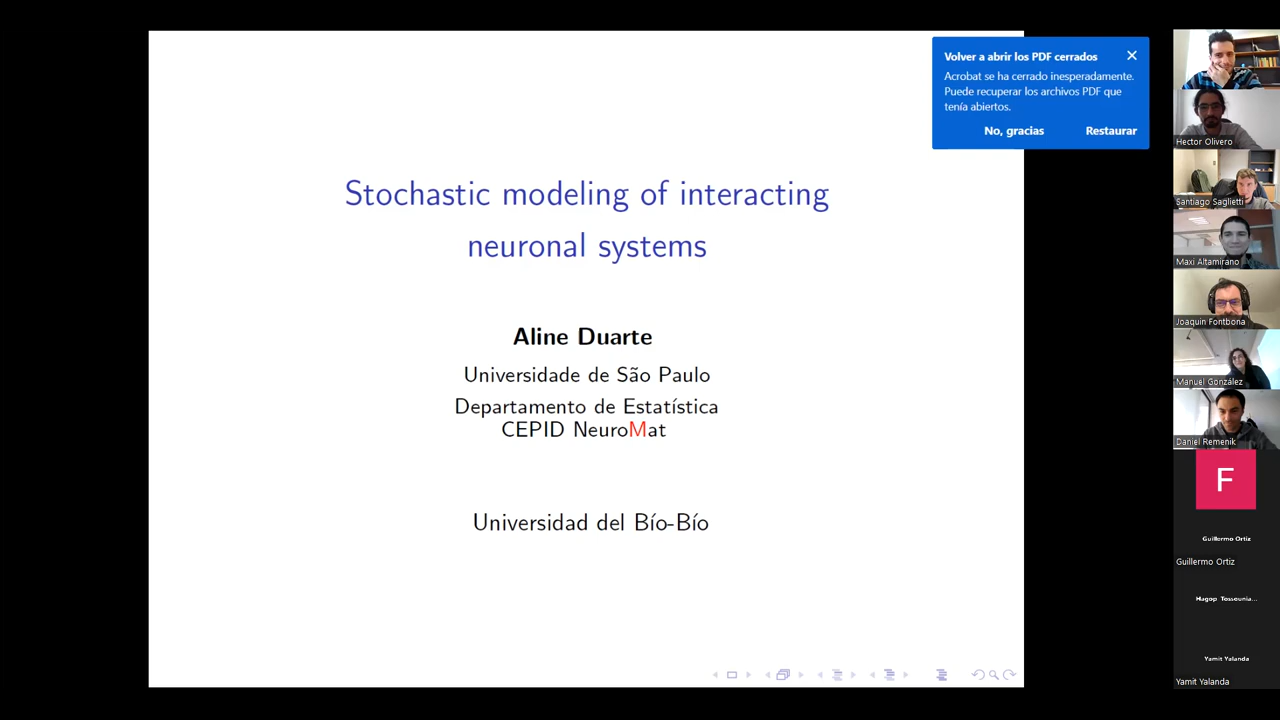 Stochastic modeling of interacting
neuronal systems
Aline Duarte
Universidade de São Paulo
Departamento de Estatística
CEPID NeuroMat
Universidad del Bío-Bío
Volver a abrir los PDF cerrados
Acrobat se ha cerrado inesperadamente.
Puede recuperar los archivos PDF que
tenía abiertos.
No, gracias
Restaurar
Hector Olivero
Santiago Saglietti
Maxi Altamirano
Joaquin Fontbona
Manuel González
Daniel Remenik
F
Guillermo Ortiz
Guillermo Ortiz
Hagop Tossounia...
Yamit Yalanda
Yamit Yalanda